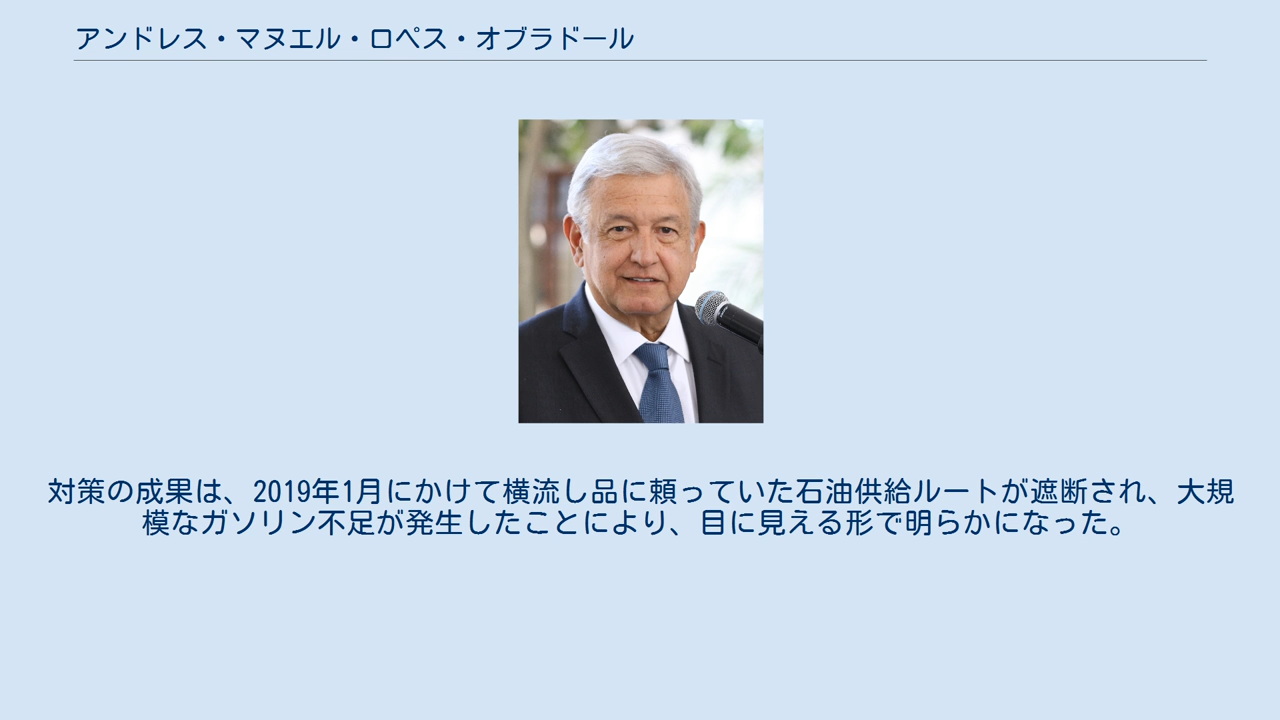 アンドレス・マヌエル・ロペス・オブラドール
対策の成果は、2019年1月にかけて横流し品に頼っていた石油供給ルートが遮断され、大規
模なガソリン不足が発生したことにより、目に見える形で明らかになった。